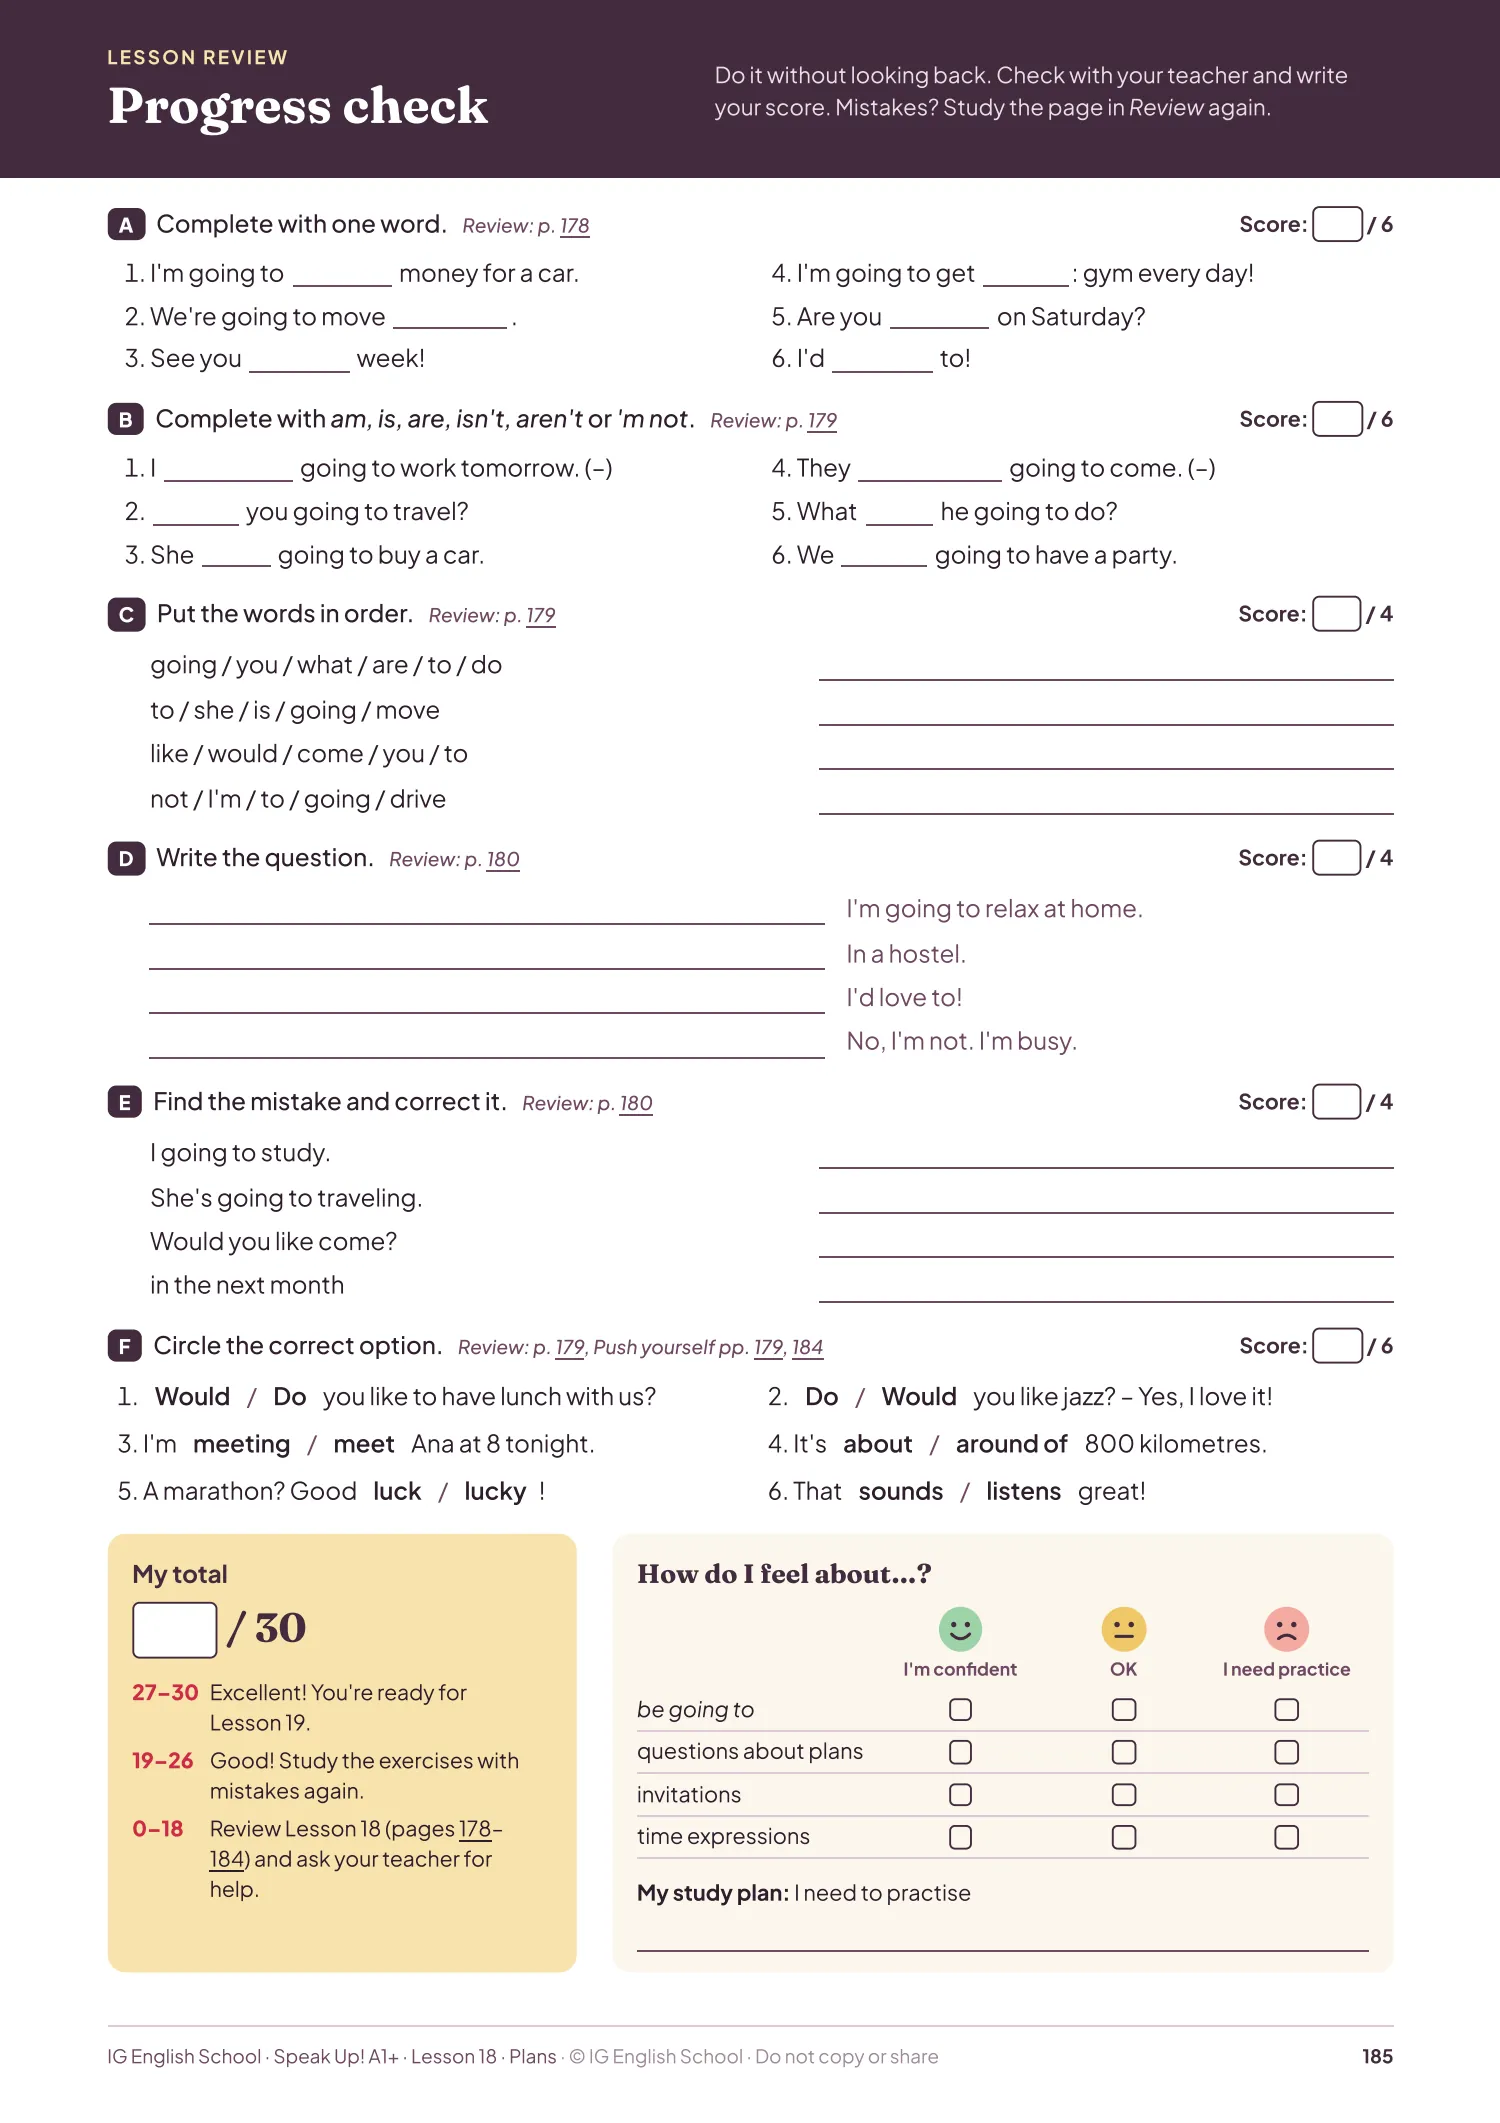 LESSON REVIEW
Progress check
Do it without looking back. Check with your teacher and write
your score. Mistakes? Study the page in Review again.
A Complete with one word. Review: p. 178 Score: / 6
1. I'm going to ________ money for a car.
2. We're going to move ________ .
3. See you ________ week!
4. I'm going to get ________ : gym every day!
5. Are you ________ on Saturday?
6. I'd ________ to!
B Complete with am, is, are, isn't, aren't or 'm not. Review: p. 179 Score: / 6
1. I ________ going to work tomorrow. (–)
2. ________ you going to travel?
3. She ________ going to buy a car.
4. They ________ going to come. (–)
5. What ________ he going to do?
6. We ________ going to have a party.
C Put the words in order. Review: p. 179 Score: / 4
going / you / what / are / to / do
to / she / is / going / move
like / would / come / you / to
not / I'm / to / going / drive
D Write the question. Review: p. 180 Score: / 4
I'm going to relax at home.
In a hostel.
I'd love to!
No, I'm not. I'm busy.
E Find the mistake and correct it. Review: p. 180 Score: / 4
I going to study.
She's going to traveling.
Would you like come?
in the next month
F Circle the correct option. Review: p. 179, Push yourself pp. 179, 184 Score: / 6
1. Would / Do you like to have lunch with us?
2. Do / Would you like jazz? – Yes, I love it!
3. I'm meeting / meet Ana at 8 tonight.
4. It's about / around of 800 kilometres.
5. A marathon? Good luck / lucky !
6. That sounds / listens great!
My total
/ 30
27–30 Excellent! You're ready for
Lesson 19.
19–26 Good! Study the exercises with
mistakes again.
0–18 Review Lesson 18 (pages 178–
184) and ask your teacher for
help.
How do I feel about...?
I'm confident OK I need practice
be going to
questions about plans
invitations
time expressions
My study plan: I need to practise
IG English School · Speak Up! A1+ · Lesson 18 · Plans · © IG English School · Do not copy or share 185